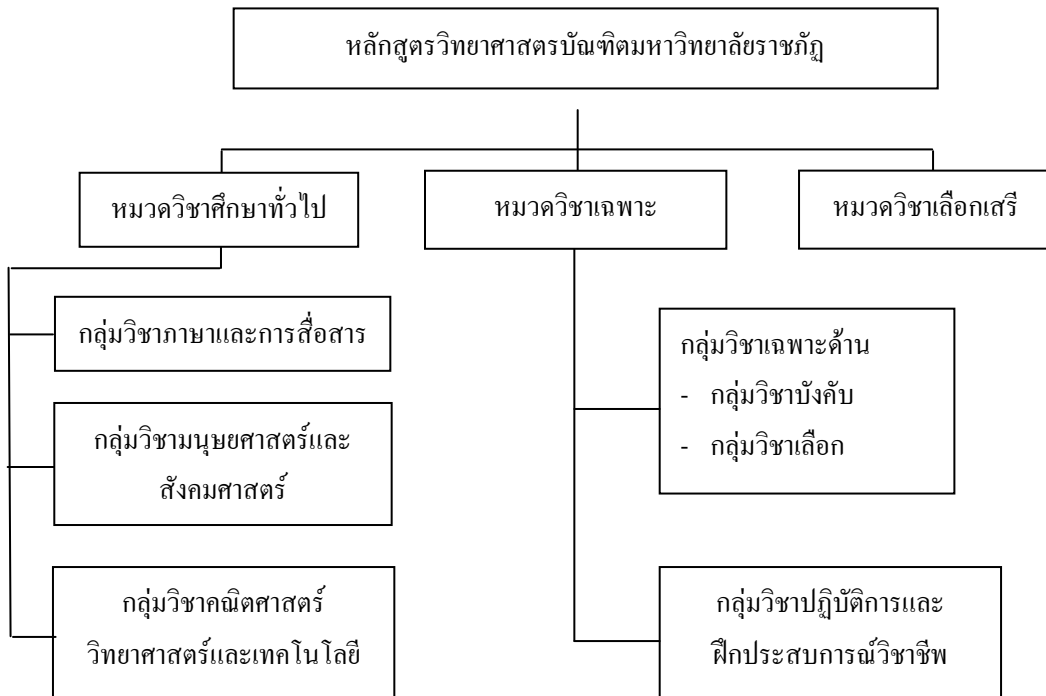 หลักสูตรวิทยาศาสตรบัณฑิตมหาวิทยาลัยราชภัฏ
หมวดวิชาศึกษาทั่วไป
หมวดวิชาเฉพาะ
หมวดวิชาเลือกเสรี
กลุ่มวิชาภาษาและการสื่อสาร
กลุ่มวิชามนุษยศาสตร์และ
สังคมศาสตร์
กลุ่มวิชาคณิตศาสตร์
วิทยาศาสตร์และเทคโนโลยี
กลุ่มวิชาเฉพาะด้าน
- กลุ่มวิชาบังคับ
- กลุ่มวิชาเลือก
กลุ่มวิชาปฏิบัติการและ
ฝึกประสบการณ์วิชาชีพ